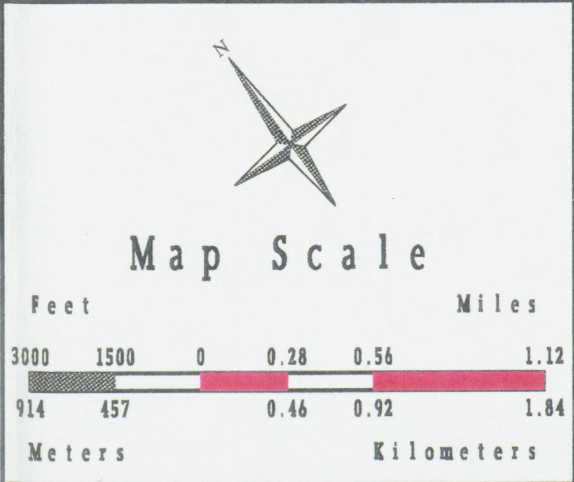 N
Map Scale
Feet Miles
3000 1500 0 0.28 0.56 1.12
914 457 0.46 0.92 1.84
Meters Kilometers